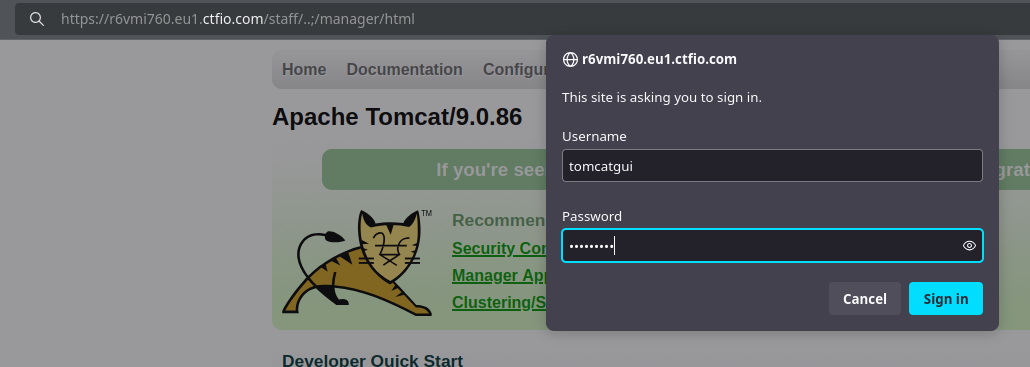 https://r6vmi760.eu1.ctfio.com/staff/..;/manager/html
r6vmi760.eu1.ctfio.com
This site is asking you to sign in.
Username
tomcatgui
Password
•••••••••
Cancel Sign in
Home Documentation Configu
Apache Tomcat/9.0.86
If you're see grat
TM
Recommen
Security Con
Manager App
Clustering/S
Developer Quick Start